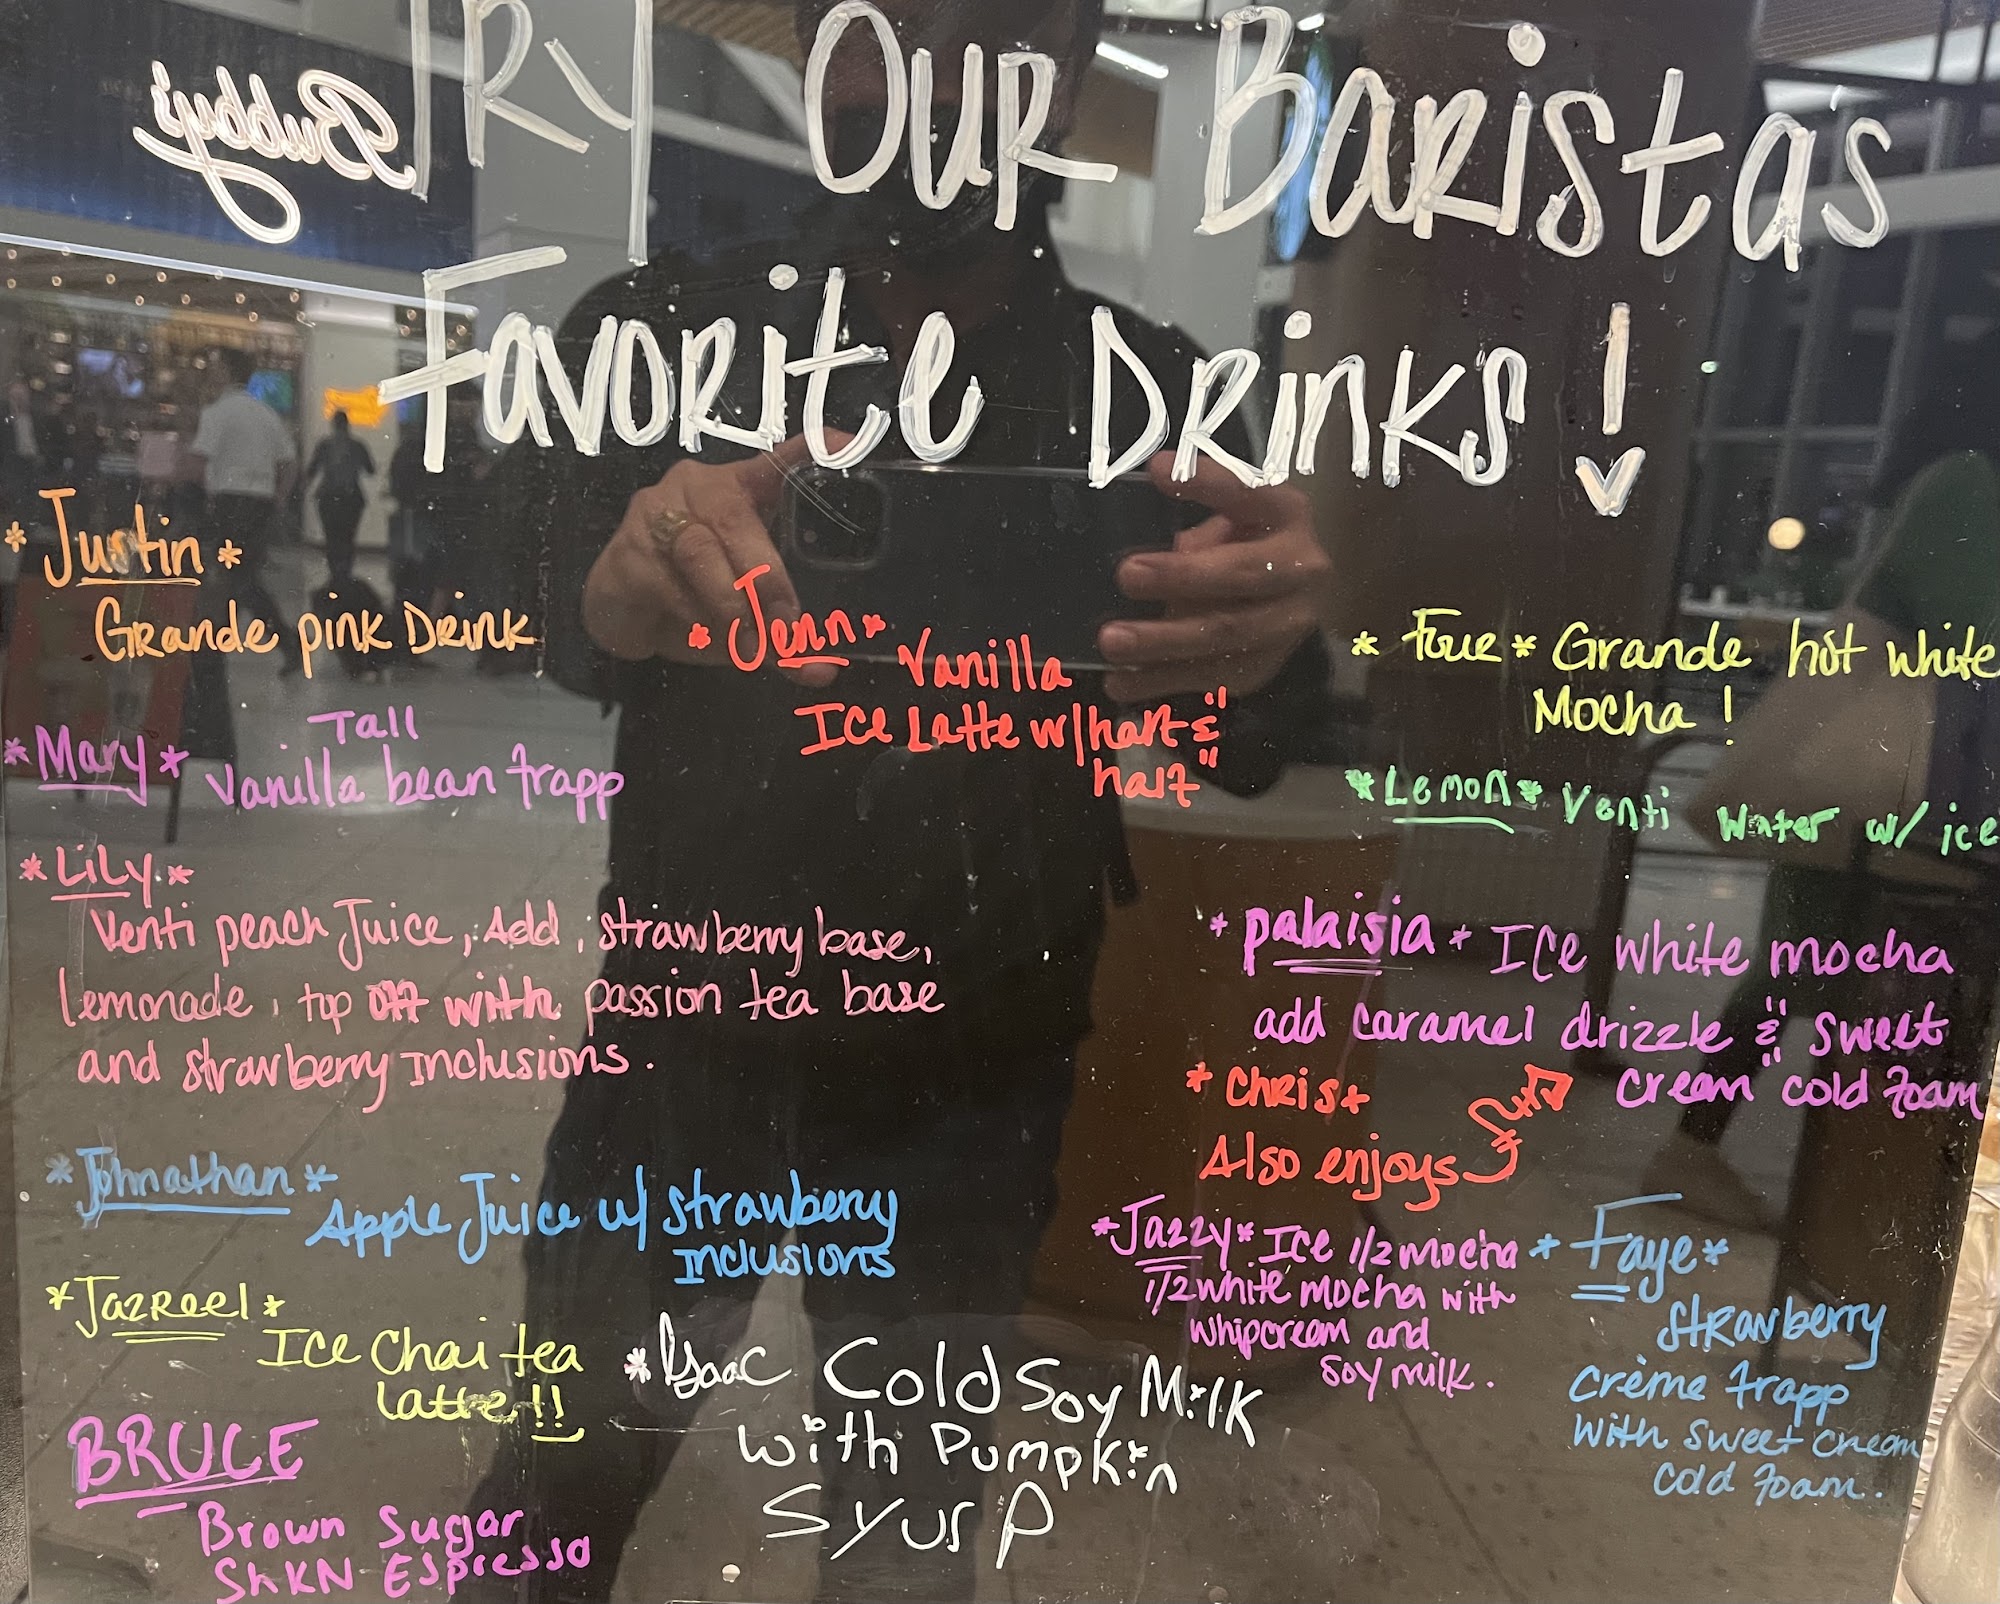 TRY Our Baristas
Favorite Drinks!
Bubby's
*Justin*
Grande pink Drink
*Mary* Tall
Vanilla bean frapp
*Lily*
Venti peach Juice, Add, strawberry base,
lemonade, top off with passion tea base
and strawberry Inclusions.
*Johnathan*
Apple Juice w/ strawberry
Inclusions
*Jazreel*
Ice Chai tea
Latte!!
BRUCE
Brown Sugar
ShKN Espresso
*Jenn* Vanilla
Ice Latte w/half &
half
*Isaac Cold Soy Milk
with Pumpkin
Syurp
Grande hot white
Mocha!
*Lemon* Venti Water w/ ice
*palaisia* Ice white mocha
add caramel drizzle & sweet
cream cold foam
*Chris*
Also enjoys
*Jazzy* Ice 1/2 mocha
1/2 white mocha with
whipcream and
soy milk.
*Faye*
Strawberry
crème frapp
with sweet cream
cold foam.